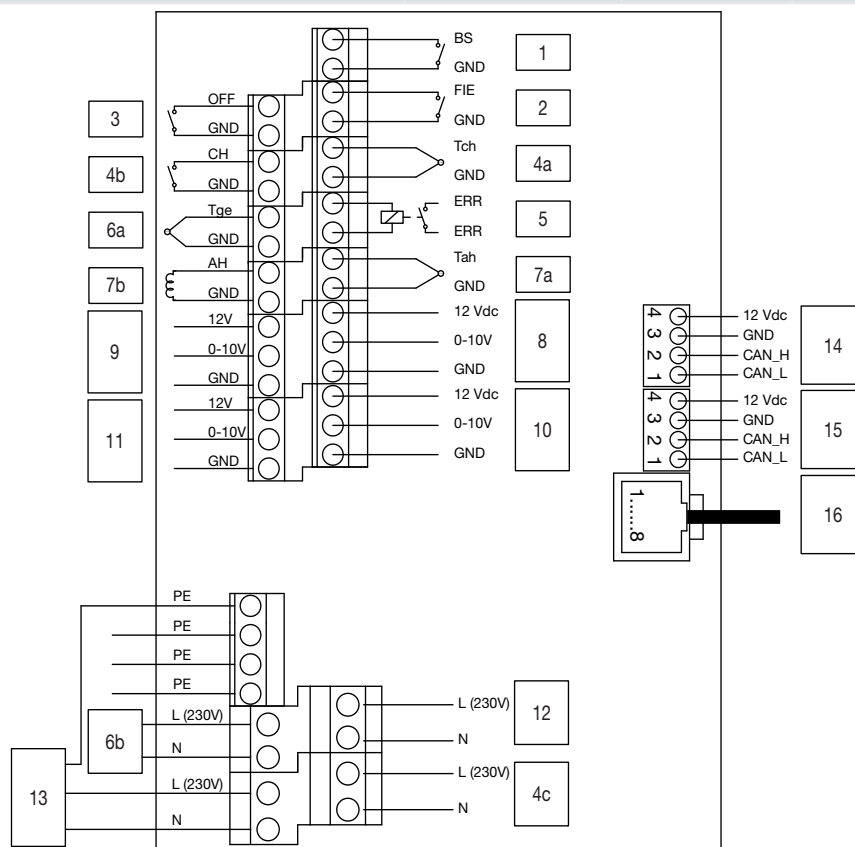 BS
1
GND
FIE
2
GND
OFF
3
GND
Tch
4a
GND
CH
4b
GND
ERR
5
ERR
Tge
6a
GND
Tah
7a
GND
AH
7b
GND
12 Vdc
8
0-10V
GND
12V
9
0-10V
GND
12 Vdc
10
0-10V
GND
12V
11
0-10V
GND
4 12 Vdc
3 GND
2 CAN_H
1 CAN_L
14
4 12 Vdc
3 GND
2 CAN_H
1 CAN_L
15
1......8
16
PE
PE
PE
PE
L (230V)
6b
N
L (230V)
13
N
L (230V)
12
N
L (230V)
4c
N